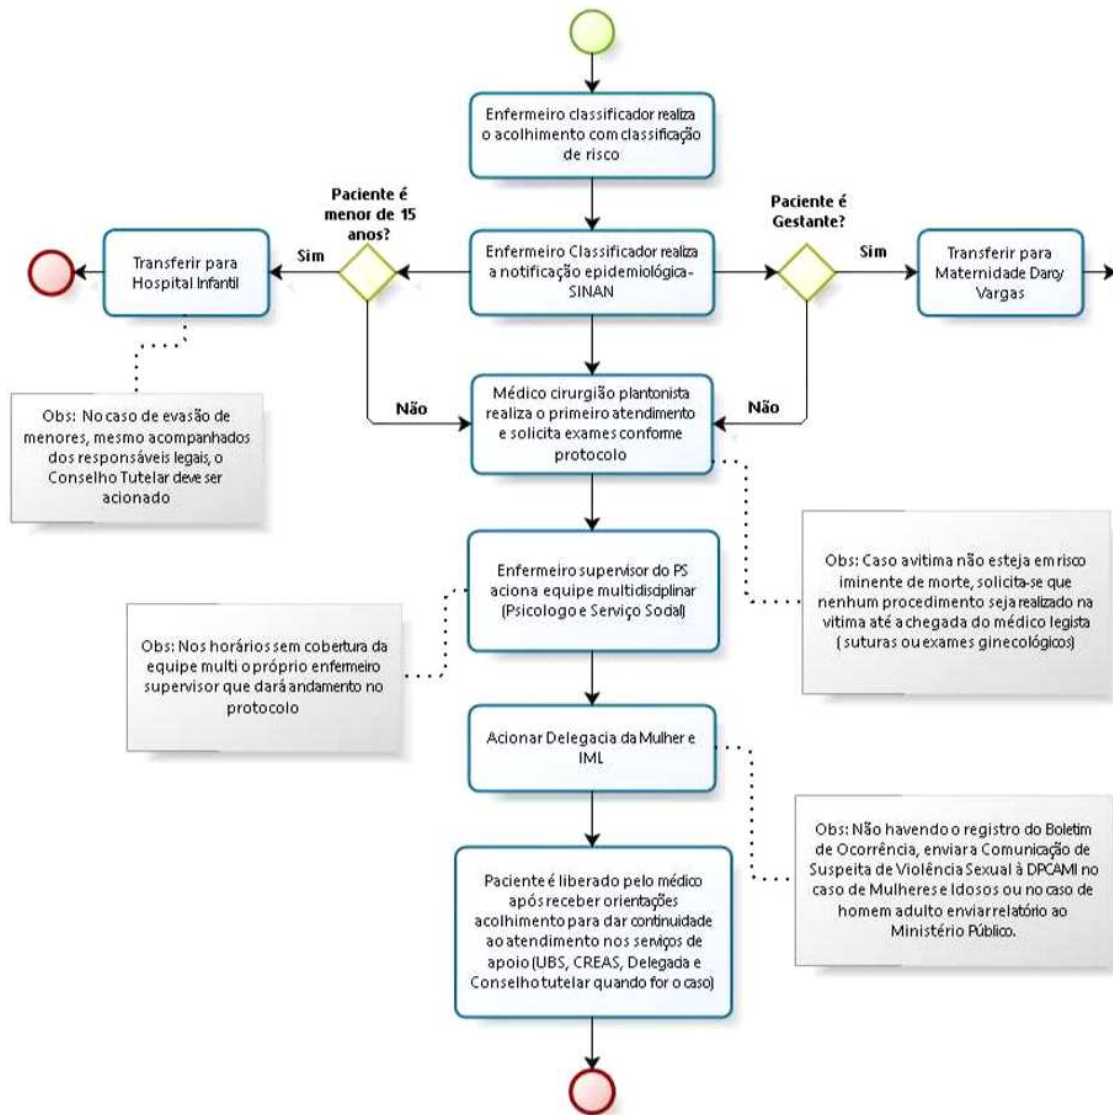 Enfermeiro classificador realiza
o acolhimento com classificação
de risco
Paciente é
menor de 15
anos?
Paciente é
Gestante?
Sim
Transferir para
Hospital Infantil
Enfermeiro Classificador realiza
a notificação epidemiológica-
SINAN
Sim
Transferir para
Maternidade Darcy
Vargas
Não
Médico cirurgião plantonista
realiza o primeiro atendimento
e solicita exames conforme
protocolo
Não
Obs: No caso de evasão de
menores, mesmo acompanhados
dos responsáveis legais, o
Conselho Tutelar deve ser
acionado
Enfermeiro supervisor do PS
aciona equipe multidisciplinar
(Psicologo e Serviço Social)
Obs: Caso a vitima não esteja em risco
iminente de morte, solicita-se que
nenhum procedimento seja realizado na
vitima até a chegada do médico legista
( suturas ou exames ginecológicos)
Obs: Nos horários sem cobertura da
equipe multi o próprio enfermeiro
supervisor que dará andamento no
protocolo
Acionar Delegacia da Mulher e
IML
Obs: Não havendo o registro do Boletim
de Ocorrência, enviar a Comunicação de
Suspeita de Violência Sexual à DPCAMI no
caso de Mulheres e Idosos ou no caso de
homem adulto enviar relatório ao
Ministério Público.
Paciente é liberado pelo médico
após receber orientações
acolhimento para dar continuidade
ao atendimento nos serviços de
apoio (UBS, CREAS, Delegacia e
Conselho tutelar quando for o caso)